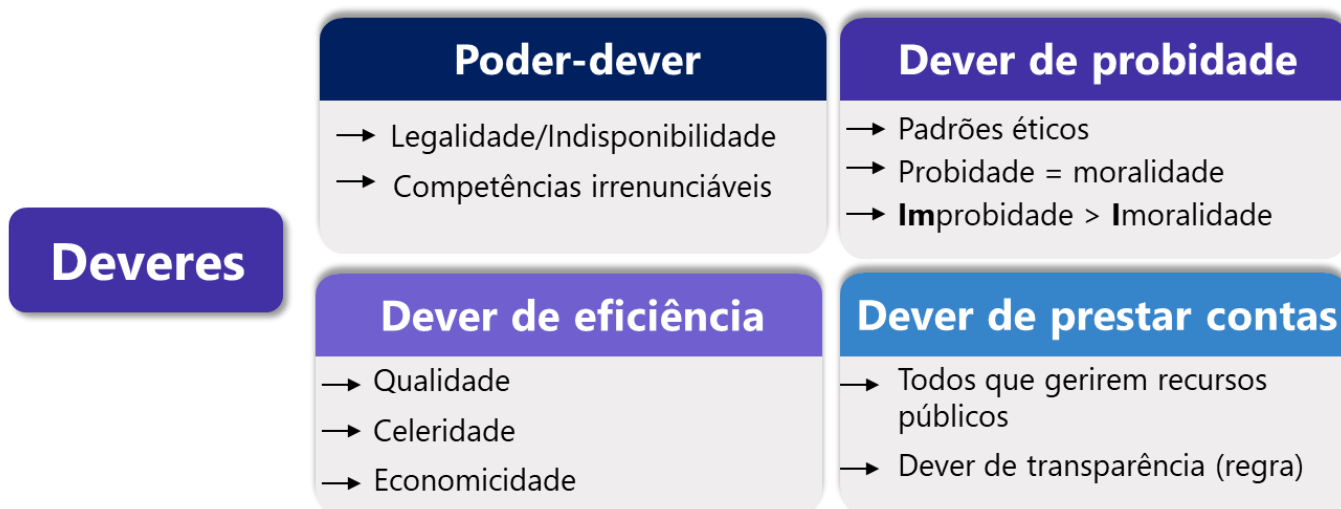 Deveres
Poder-dever
→ Legalidade/Indisponibilidade
→ Competências irrenunciáveis
Dever de probidade
→ Padrões éticos
→ Probidade = moralidade
→ Improbidade > Imoralidade
Dever de eficiência
→ Qualidade
→ Celeridade
→ Economicidade
Dever de prestar contas
→ Todos que gerirem recursos
públicos
→ Dever de transparência (regra)